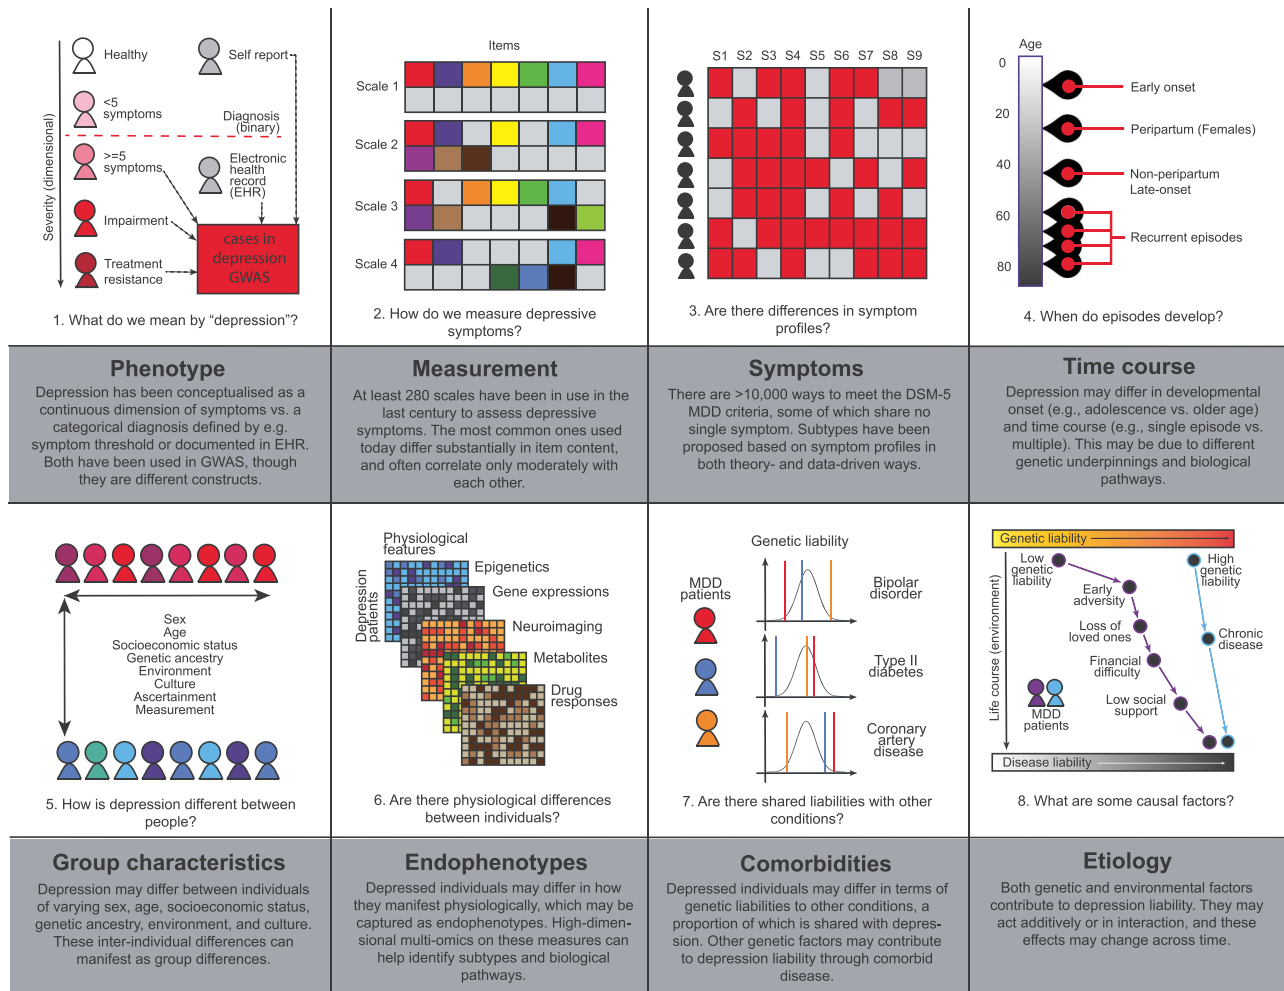 Healthy
Self report
<5
symptoms
Diagnosis
(binary)
>=5
symptoms
Electronic
health
record
(EHR)
Severity (dimensional)
Impairment
Treatment
resistance
cases in
depression
GWAS
1. What do we mean by “depression”?
Items
Scale 1
Scale 2
Scale 3
Scale 4
2. How do we measure depressive
symptoms?
S1 S2 S3 S4 S5 S6 S7 S8 S9
3. Are there differences in symptom
profiles?
Age
0
20
40
60
80
Early onset
Peripartum (Females)
Non-peripartum
Late-onset
Recurrent episodes
4. When do episodes develop?
Phenotype
Depression has been conceptualised as a
continuous dimension of symptoms vs. a
categorical diagnosis defined by e.g.
symptom threshold or documented in EHR.
Both have been used in GWAS, though
they are different constructs.
Measurement
At least 280 scales have been in use in the
last century to assess depressive
symptoms. The most common ones used
today differ substantially in item content,
and often correlate only moderately with
each other.
Symptoms
There are >10,000 ways to meet the DSM-5
MDD criteria, some of which share no
single symptom. Subtypes have been
proposed based on symptom profiles in
both theory- and data-driven ways.
Time course
Depression may differ in developmental
onset (e.g., adolescence vs. older age)
and time course (e.g., single episode vs.
multiple). This may be due to different
genetic underpinnings and biological
pathways.
Sex
Age
Socioeconomic status
Genetic ancestry
Environment
Culture
Ascertainment
Measurement
5. How is depression different between
people?
Physiological
features
Depression
patients
Epigenetics
Gene expressions
Neuroimaging
Metabolites
Drug
responses
6. Are there physiological differences
between individuals?
Genetic liability
MDD
patients
Bipolar
disorder
Type II
diabetes
Coronary
artery
disease
7. Are there shared liabilities with other
conditions?
Genetic liability
Low
genetic
liability
High
genetic
liability
Early
adversity
Loss of
loved ones
Chronic
disease
Financial
difficulty
Low social
support
Life course (environment)
MDD
patients
Disease liability
8. What are some causal factors?
Group characteristics
Depression may differ between individuals
of varying sex, age, socioeconomic status,
genetic ancestry, environment, and culture.
These inter-individual differences can
manifest as group differences.
Endophenotypes
Depressed individuals may differ in how
they manifest physiologically, which may be
captured as endophenotypes. High-dimen-
sional multi-omics on these measures can
help identify subtypes and biological
pathways.
Comorbidities
Depressed individuals may differ in terms of
genetic liabilities to other conditions, a
proportion of which is shared with depres-
sion. Other genetic factors may contribute
to depression liability through comorbid
disease.
Etiology
Both genetic and environmental factors
contribute to depression liability. They may
act additively or in interaction, and these
effects may change across time.